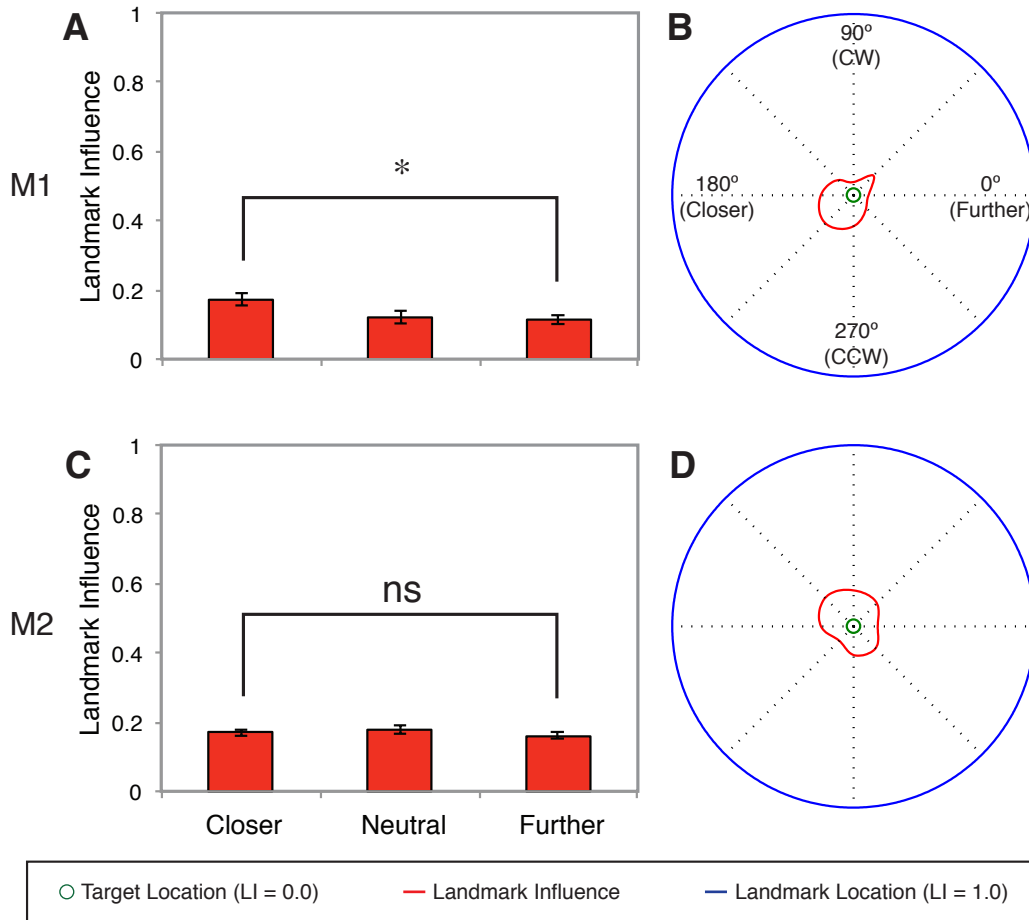 A
1
0.8
0.6
0.4
0.2
0
Landmark Influence
M1
*
B
90º
(CW)
180º
(Closer)
0º
(Further)
270º
(CCW)
C
1
0.8
0.6
0.4
0.2
0
Landmark Influence
M2
ns
Closer Neutral Further
D
Target Location (LI = 0.0) Landmark Influence Landmark Location (LI = 1.0)